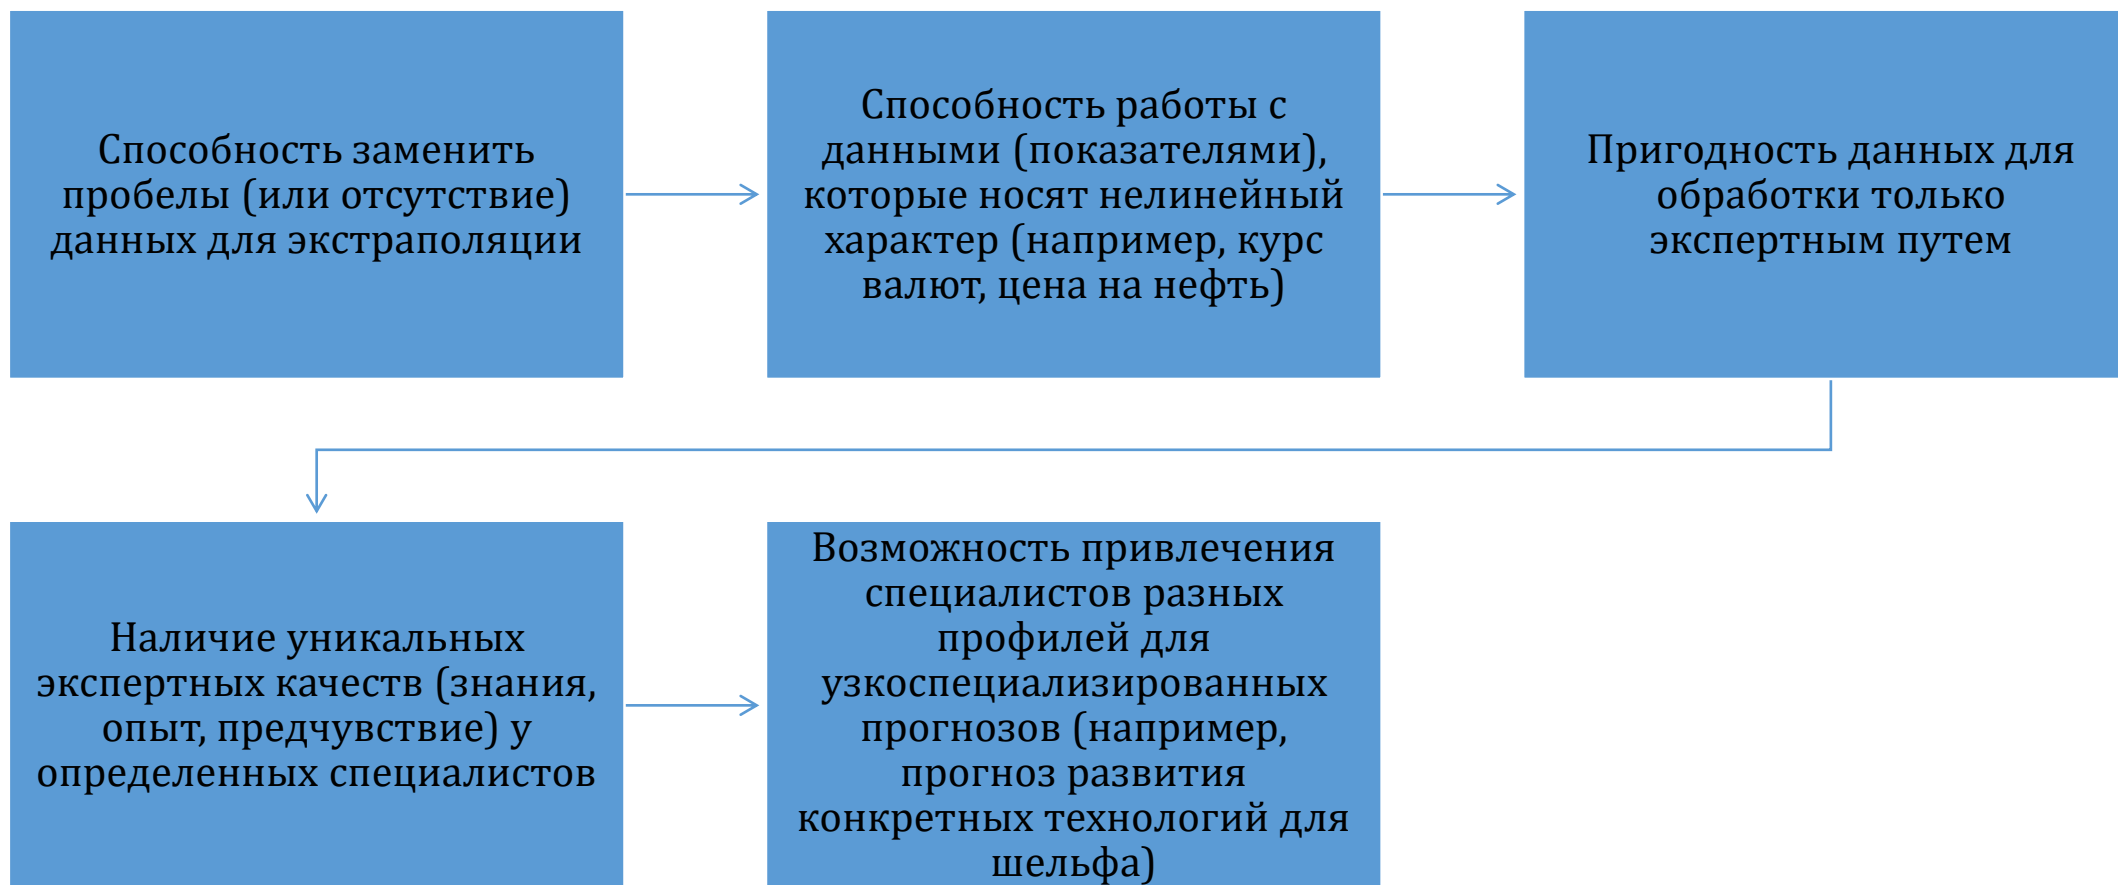 Способность заменить
пробелы (или отсутствие)
данных для экстраполяции
Способность работы с
данными (показателями),
которые носят нелинейный
характер (например, курс
валют, цена на нефть)
Пригодность данных для
обработки только
экспертным путем
Наличие уникальных
экспертных качеств (знания,
опыт, предчувствие) у
определенных специалистов
Возможность привлечения
специалистов разных
профилей для
узкоспециализированных
прогнозов (например,
прогноз развития
конкретных технологий для
шельфа)